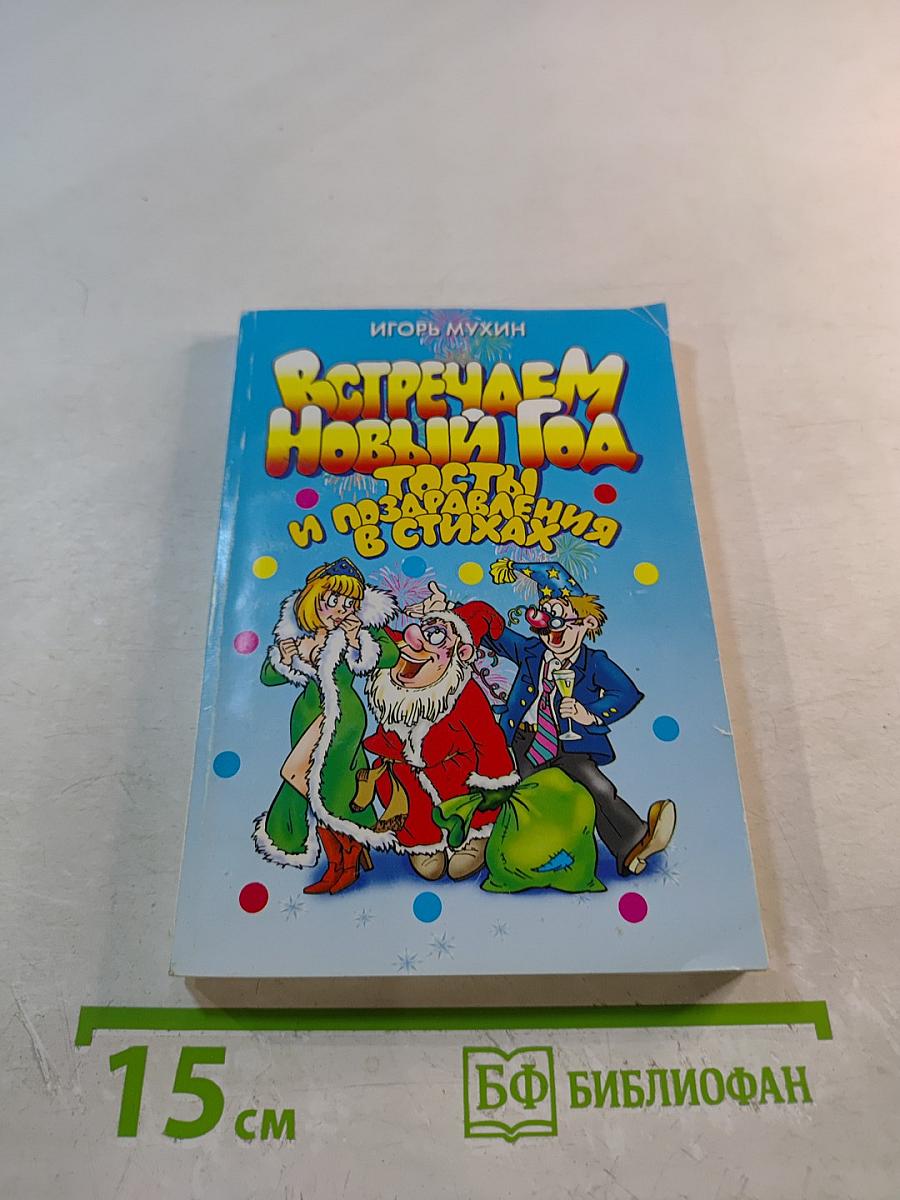 ИГОРЬ МУХИН
ВСТРЕЧАЕМ
НОВЫЙ ГОД
ТОСТЫ
И ПОЗДРАВЛЕНИЯ
В СТИХАХ
15 см
БФ БИБЛИОФАН